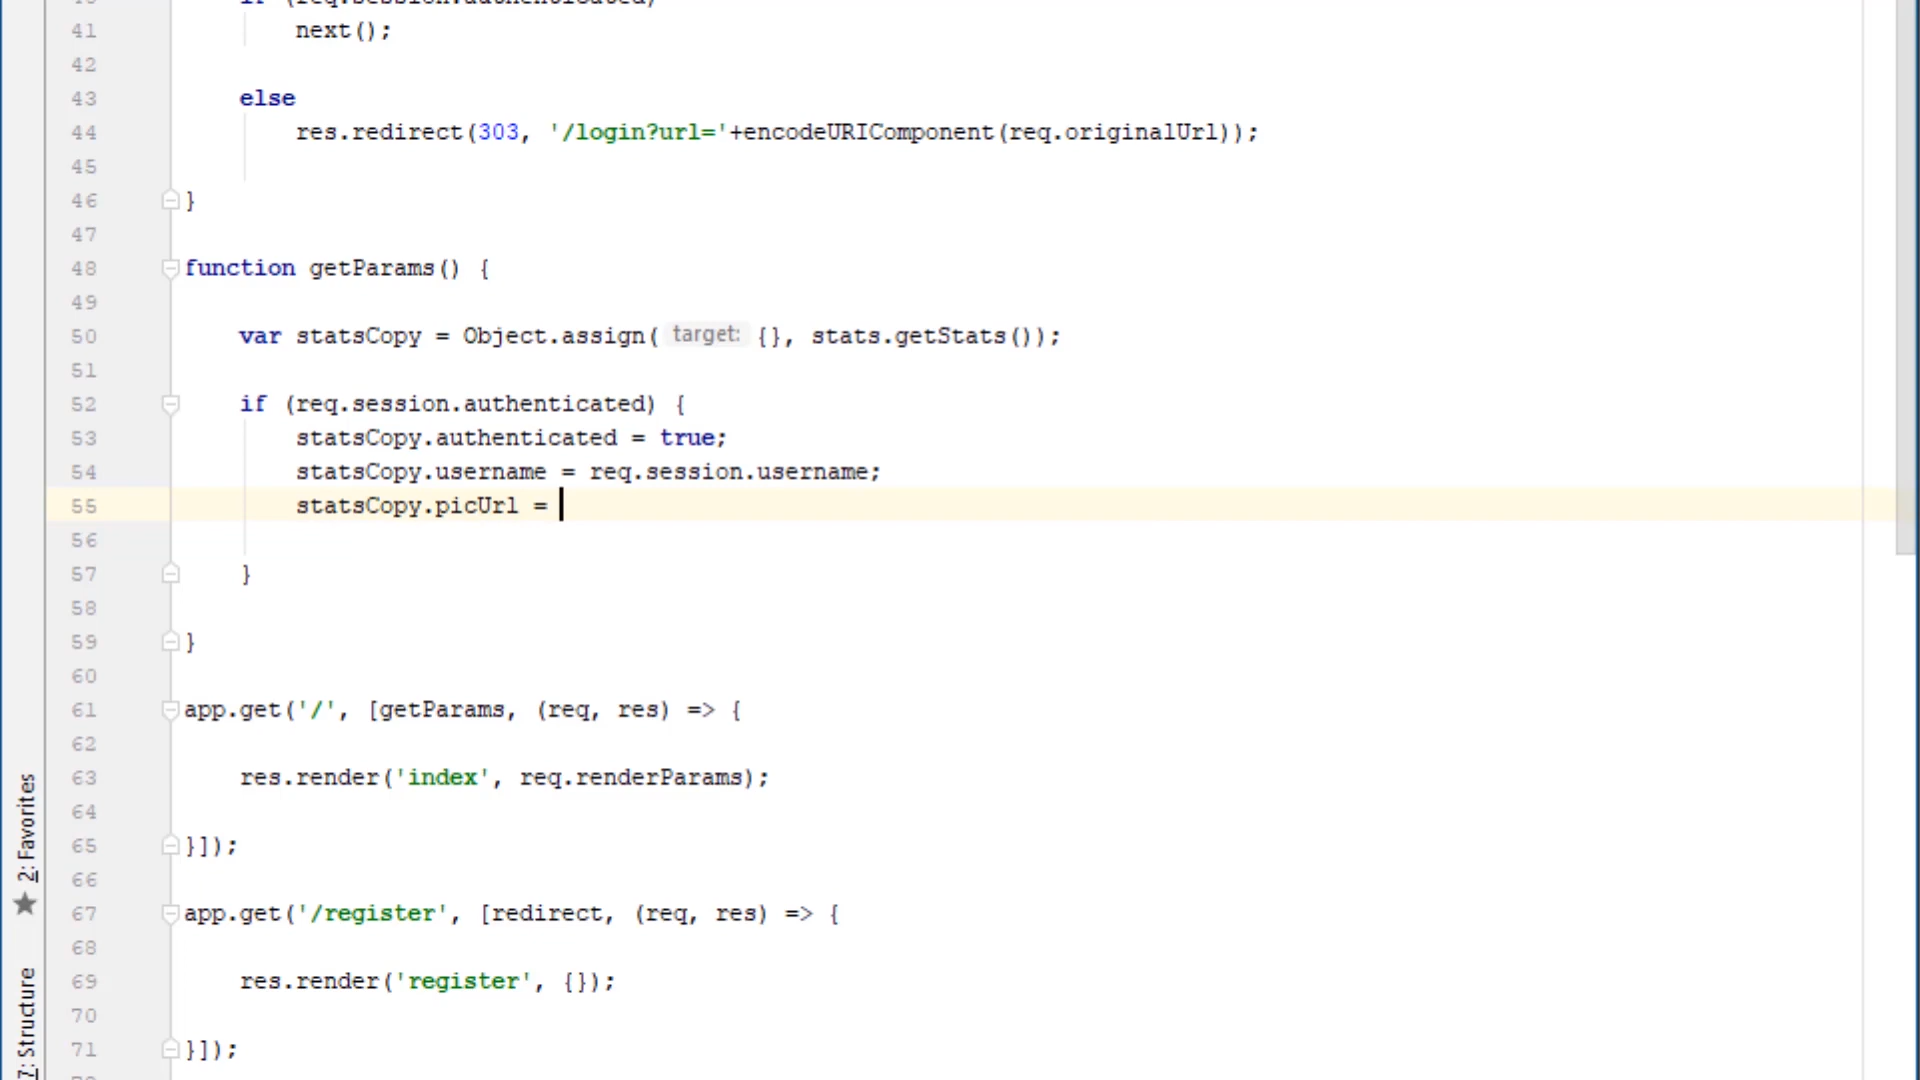 if (req.session.authenticated)
41 next();
42
43 else
44 res.redirect(303, '/login?url='+encodeURIComponent(req.originalUrl));
45
46 }
47
48 function getParams() {
49
50 var statsCopy = Object.assign( target: {}, stats.getStats());
51
52 if (req.session.authenticated) {
53 statsCopy.authenticated = true;
54 statsCopy.username = req.session.username;
55 statsCopy.picUrl =
56
57 }
58
59 }
60
61 app.get('/', [getParams, (req, res) => {
62
63 res.render('index', req.renderParams);
64
65 }]);
66
67 app.get('/register', [redirect, (req, res) => {
68
69 res.render('register', {});
70
71 }]);
2: Favorites
7: Structure